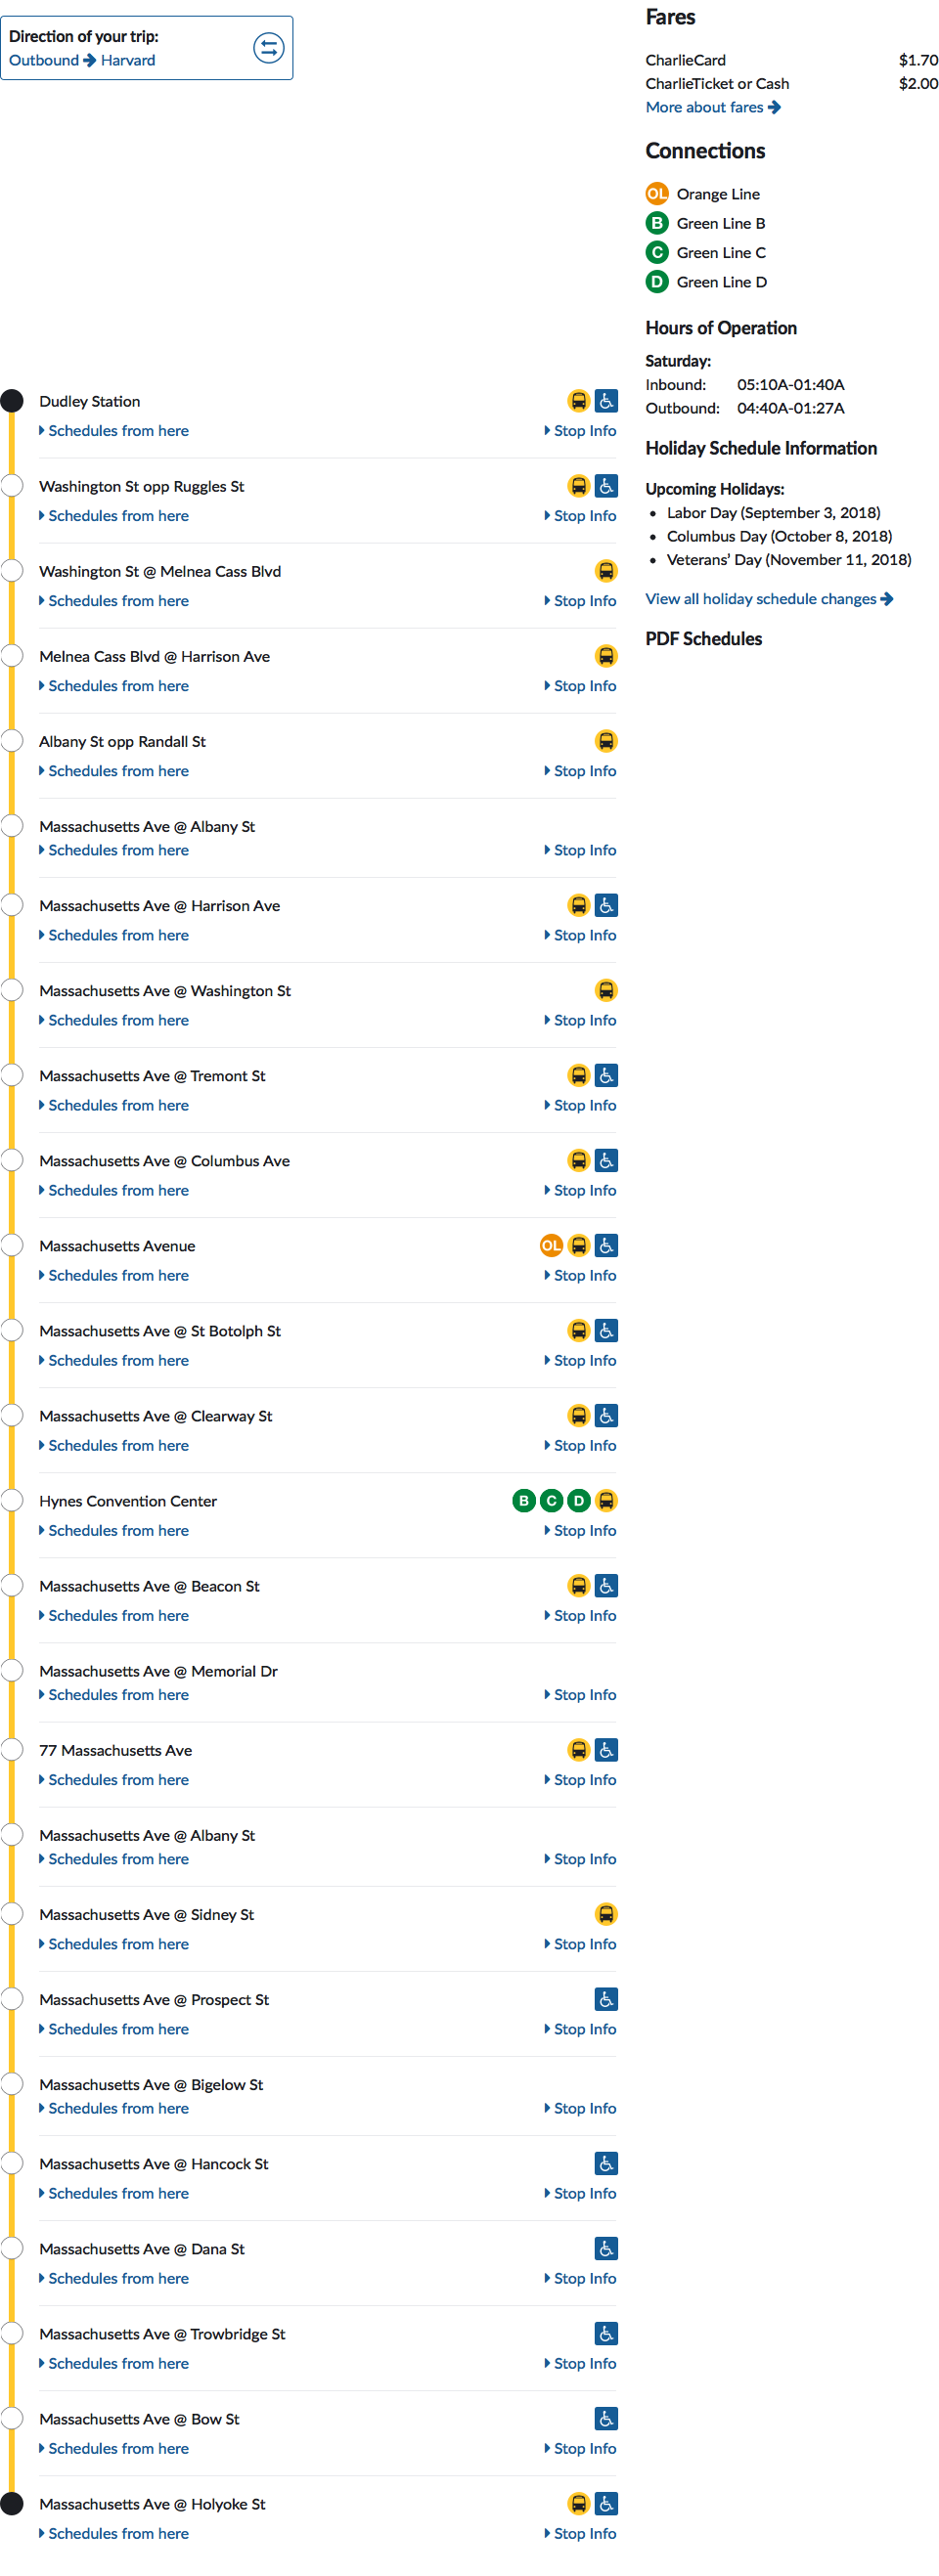 Direction of your trip:
Outbound → Harvard
Dudley Station
Schedules from here
Stop Info
Washington St opp Ruggles St
Schedules from here
Stop Info
Washington St @ Melnea Cass Blvd
Schedules from here
Stop Info
Melnea Cass Blvd @ Harrison Ave
Schedules from here
Stop Info
Albany St opp Randall St
Schedules from here
Stop Info
Massachusetts Ave @ Albany St
Schedules from here
Stop Info
Massachusetts Ave @ Harrison Ave
Schedules from here
Stop Info
Massachusetts Ave @ Washington St
Schedules from here
Stop Info
Massachusetts Ave @ Tremont St
Schedules from here
Stop Info
Massachusetts Ave @ Columbus Ave
Schedules from here
Stop Info
Massachusetts Avenue
OL
Schedules from here
Stop Info
Massachusetts Ave @ St Botolph St
Schedules from here
Stop Info
Massachusetts Ave @ Clearway St
Schedules from here
Stop Info
Hynes Convention Center
B C D
Schedules from here
Stop Info
Massachusetts Ave @ Beacon St
Schedules from here
Stop Info
Massachusetts Ave @ Memorial Dr
Schedules from here
Stop Info
77 Massachusetts Ave
Schedules from here
Stop Info
Massachusetts Ave @ Albany St
Schedules from here
Stop Info
Massachusetts Ave @ Sidney St
Schedules from here
Stop Info
Massachusetts Ave @ Prospect St
Schedules from here
Stop Info
Massachusetts Ave @ Bigelow St
Schedules from here
Stop Info
Massachusetts Ave @ Hancock St
Schedules from here
Stop Info
Massachusetts Ave @ Dana St
Schedules from here
Stop Info
Massachusetts Ave @ Trowbridge St
Schedules from here
Stop Info
Massachusetts Ave @ Bow St
Schedules from here
Stop Info
Massachusetts Ave @ Holyoke St
Schedules from here
Stop Info
Fares
CharlieCard $1.70
CharlieTicket or Cash $2.00
More about fares →
Connections
OL Orange Line
B Green Line B
C Green Line C
D Green Line D
Hours of Operation
Saturday:
Inbound: 05:10A-01:40A
Outbound: 04:40A-01:27A
Holiday Schedule Information
Upcoming Holidays:
• Labor Day (September 3, 2018)
• Columbus Day (October 8, 2018)
• Veterans’ Day (November 11, 2018)
View all holiday schedule changes →
PDF Schedules